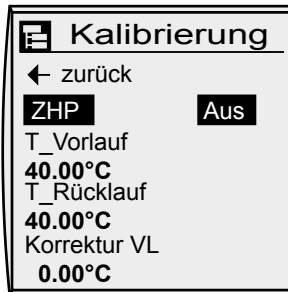 Kalibrierung
← zurück
ZHP Aus
T_Vorlauf
40.00°C
T_Rücklauf
40.00°C
Korrektur VL
0.00°C